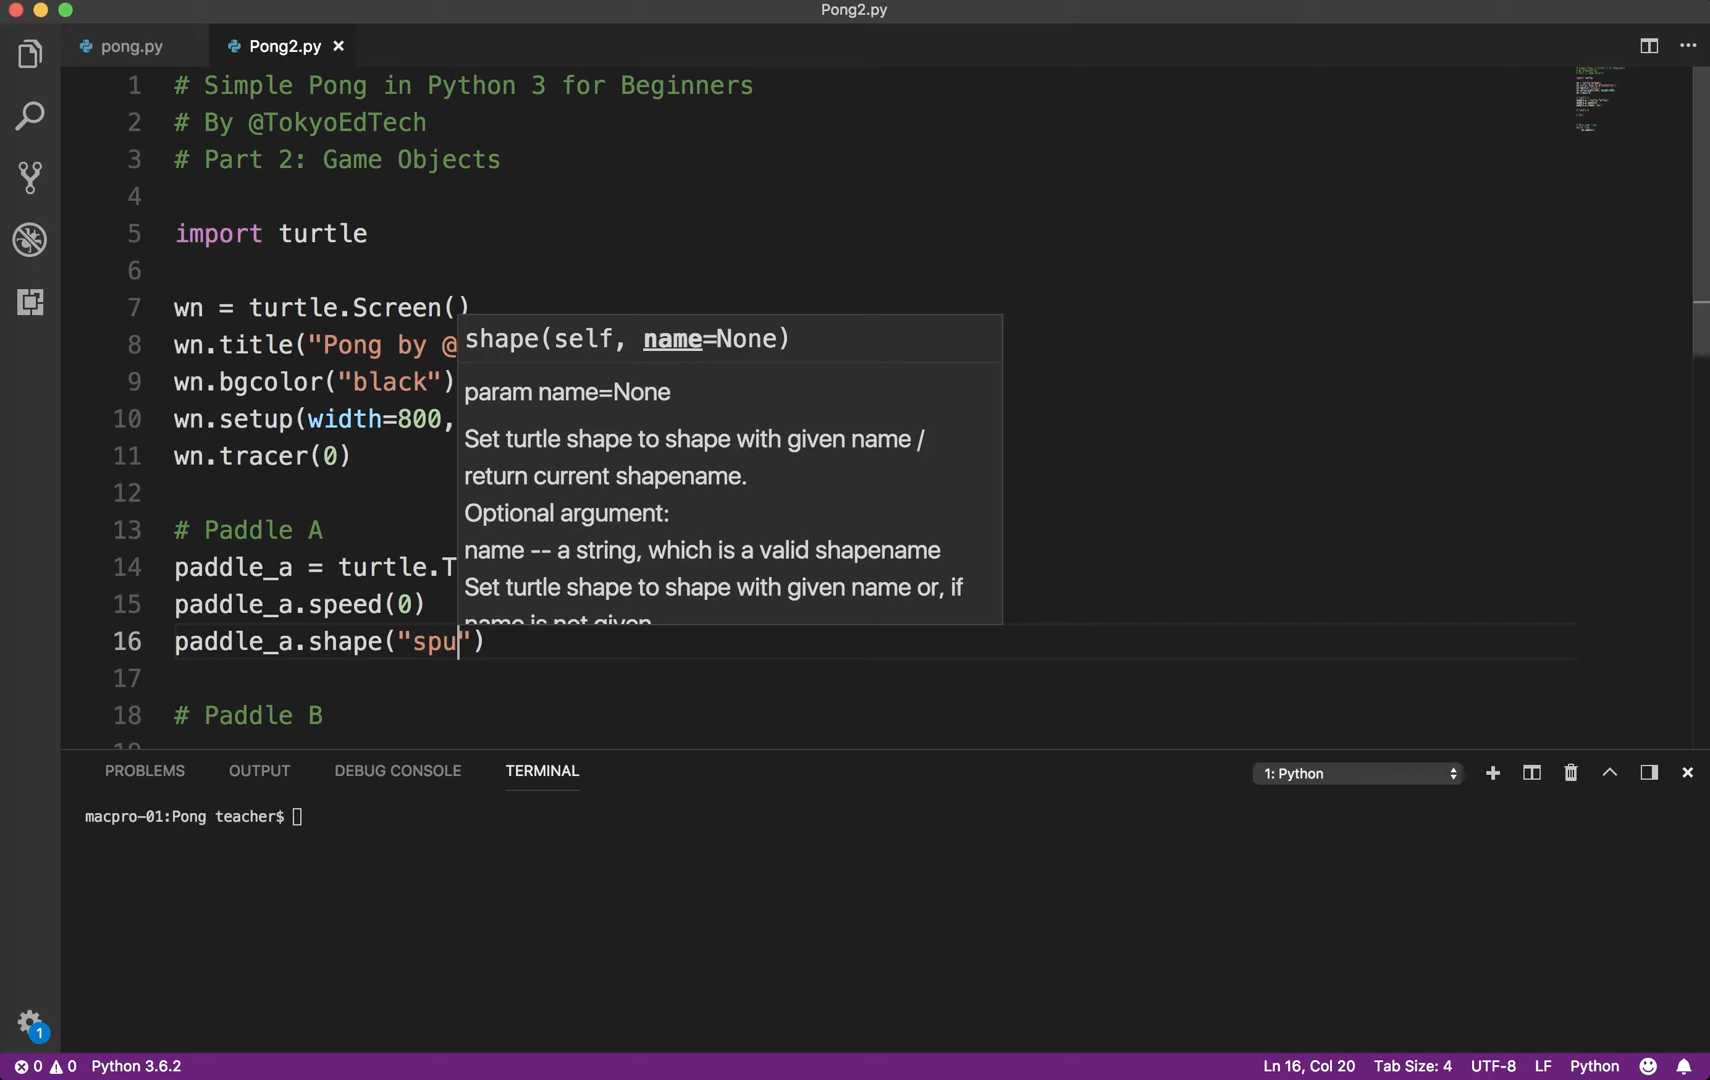 Pong2.py
pong.py
Pong2.py
1 # Simple Pong in Python 3 for Beginners
2 # By @TokyoEdTech
3 # Part 2: Game Objects
4
5 import turtle
6
7 wn = turtle.Screen()
8 wn.title("Pong by @
9 wn.bgcolor("black")
10 wn.setup(width=800,
11 wn.tracer(0)
12
13 # Paddle A
14 paddle_a = turtle.T
15 paddle_a.speed(0)
16 paddle_a.shape("spu")
17
18 # Paddle B
shape(self, name=None)
param name=None
Set turtle shape to shape with given name /
return current shapename.
Optional argument:
name -- a string, which is a valid shapename
Set turtle shape to shape with given name or, if
name is not given
PROBLEMS OUTPUT DEBUG CONSOLE TERMINAL 1: Python
macpro-01:Pong teacher$
1
0 0 Python 3.6.2 Ln 16, Col 20 Tab Size: 4 UTF-8 LF Python